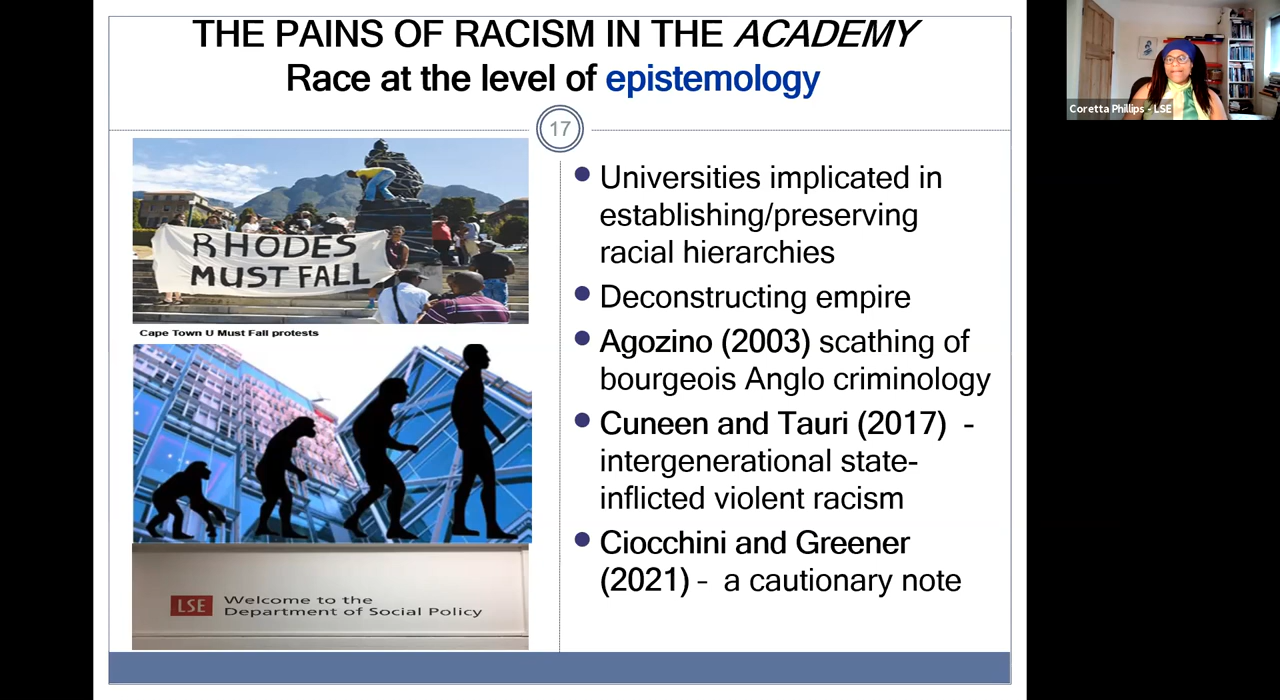 THE PAINS OF RACISM IN THE ACADEMY
Race at the level of epistemology
17
RHODES
MUST FALL
Cape Town U Must Fall protests
LSE
Welcome to the
Department of Social Policy
● Universities implicated in
establishing/preserving
racial hierarchies
● Deconstructing empire
● Agozino (2003) scathing of
bourgeois Anglo criminology
● Cuneen and Tauri (2017) -
intergenerational state-
inflicted violent racism
● Ciocchini and Greener
(2021) - a cautionary note
Coretta Phillips - LSE